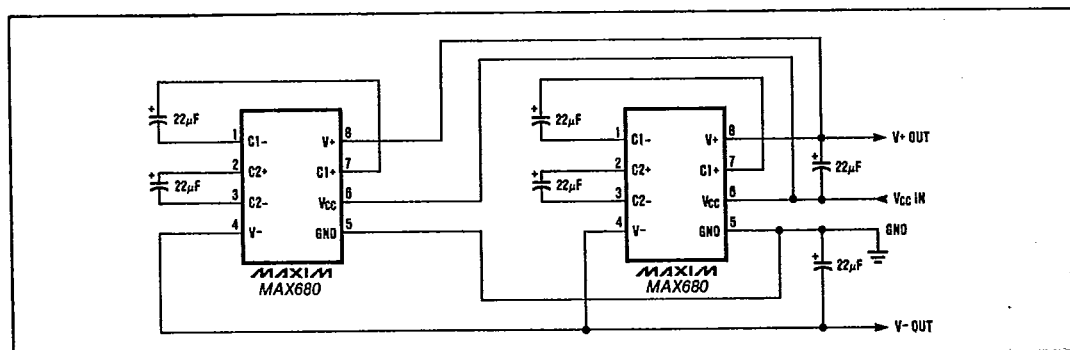 +
22µF
1 C1-
V+ 8
2 C2+
C1+ 7
+
22µF
3 C2-
VCC 6
4 V-
GND 5
MAXIM
MAX680
+
22µF
1 C1-
V+ 8
2 C2+
C1+ 7
+
22µF
3 C2-
VCC 6
4 V-
GND 5
MAXIM
MAX680
V+ OUT
+
22µF
VCC IN
GND
+
22µF
V- OUT